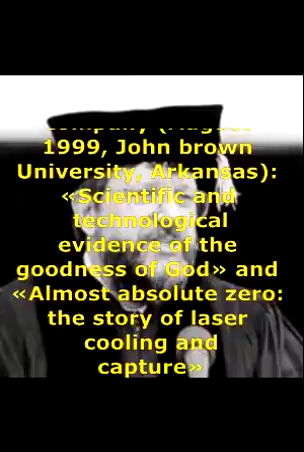 1999, John brown
University, Arkansas):
«Scientific and
technological
evidence of the
goodness of God» and
«Almost absolute zero:
the story of laser
cooling and
capture»